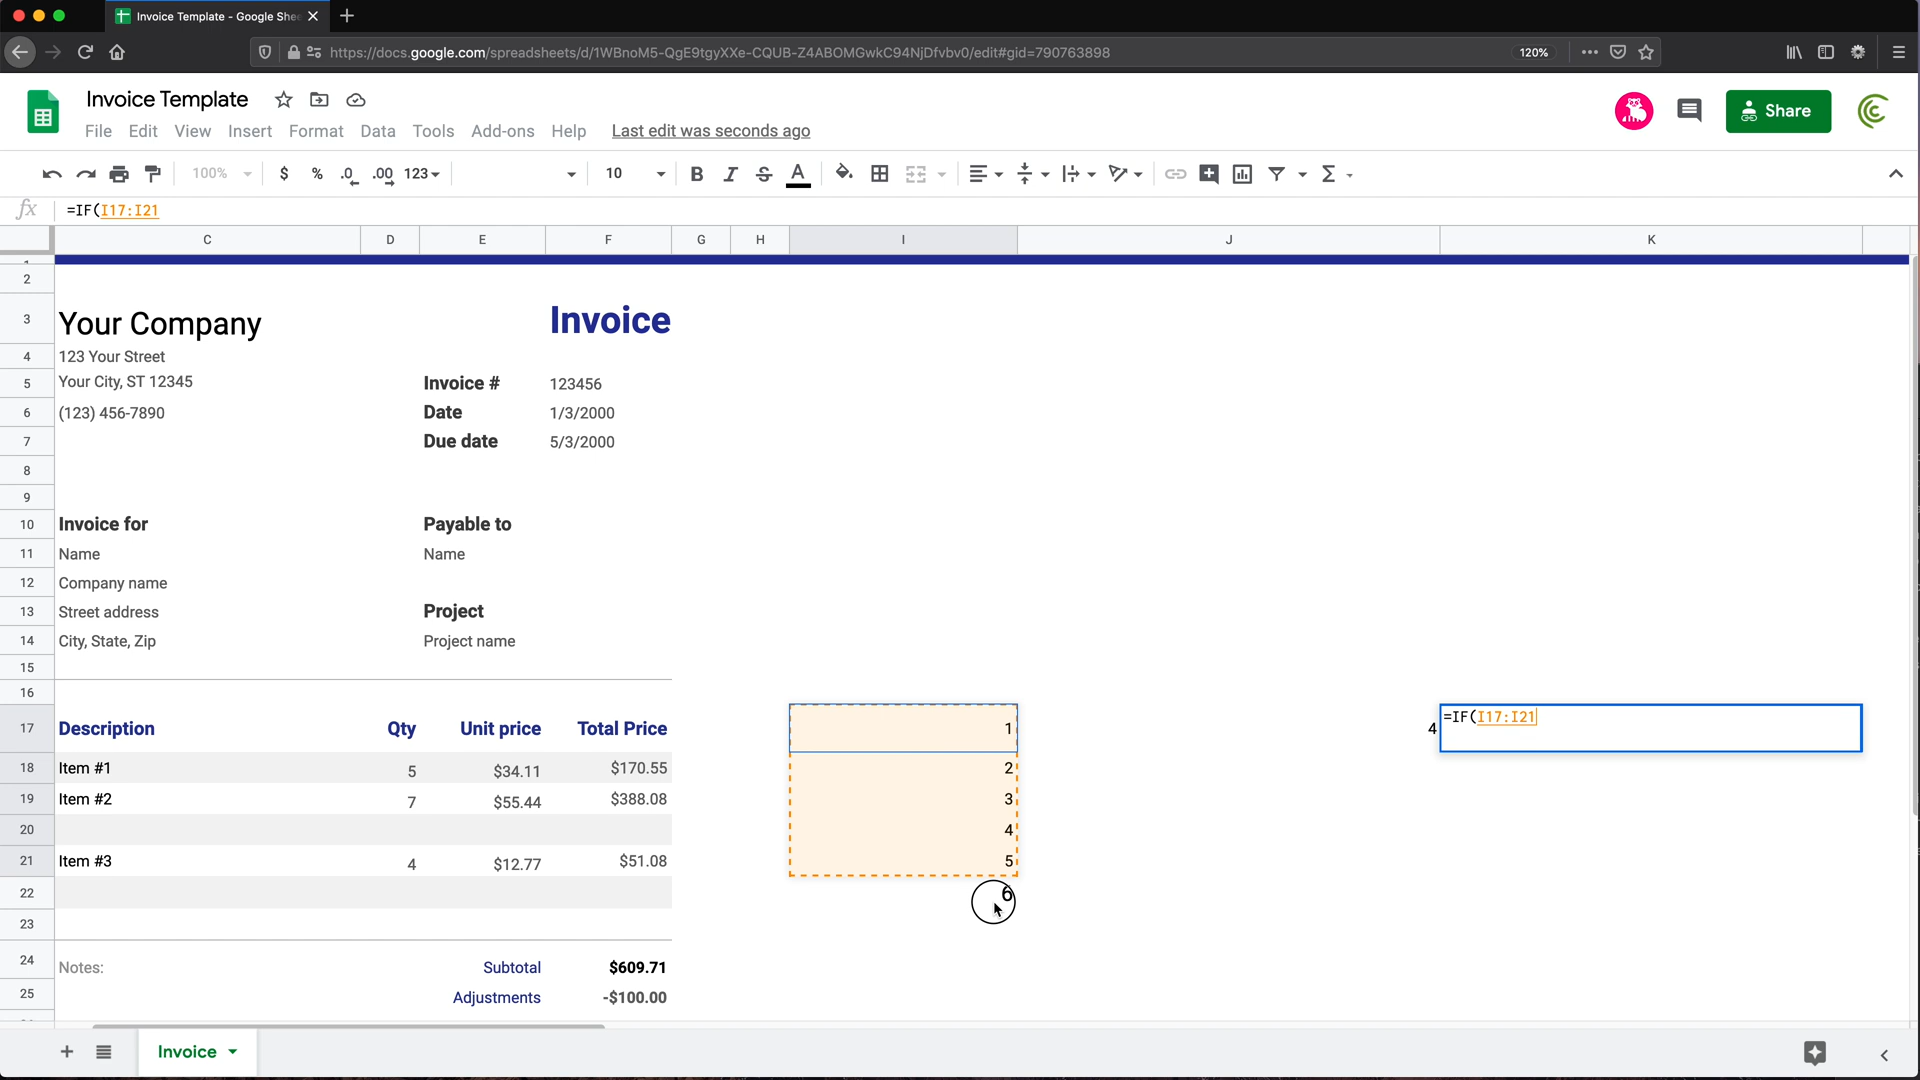 Invoice Template - Google Shee
https://docs.google.com/spreadsheets/d/1WBnoM5-QgE9tgyXXe-CQUB-Z4ABOMGwkC94NjDfvbv0/edit#gid=790763898
120%
Invoice Template
Share
File Edit View Insert Format Data Tools Add-ons Help Last edit was seconds ago
100% $ % .0 .00 123 10 B I S A Σ
fx =IF(I17:I21
C D E F G H I J K
2
3 Your Company Invoice
4 123 Your Street
5 Your City, ST 12345 Invoice # 123456
6 (123) 456-7890 Date 1/3/2000
7 Due date 5/3/2000
8
9
10 Invoice for Payable to
11 Name Name
12 Company name
13 Street address Project
14 City, State, Zip Project name
15
16
17 Description Qty Unit price Total Price 1 4 =IF(I17:I21
18 Item #1 5 $34.11 $170.55 2
19 Item #2 7 $55.44 $388.08 3
20 4
21 Item #3 4 $12.77 $51.08 5
22 6
23
24 Notes: Subtotal $609.71
25 Adjustments -$100.00
Invoice